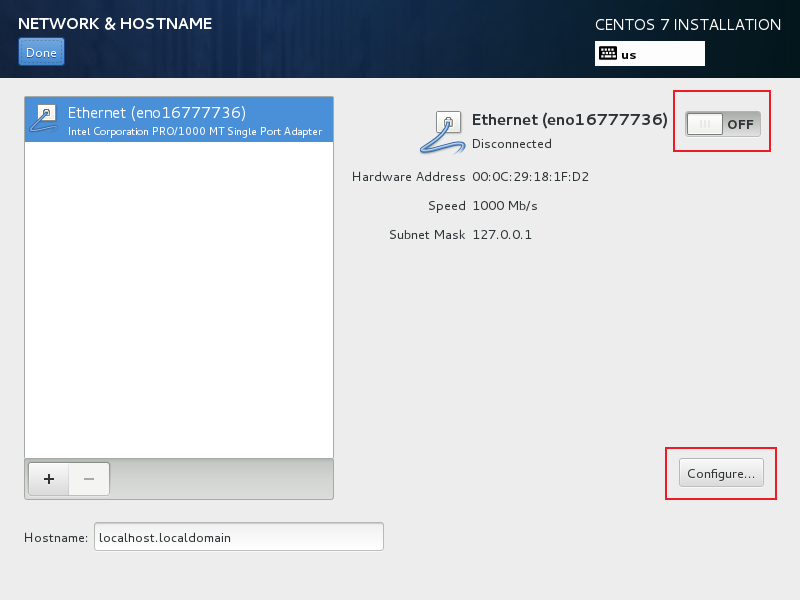 NETWORK & HOSTNAME
Done
CENTOS 7 INSTALLATION
us
Ethernet (eno16777736)
Intel Corporation PRO/1000 MT Single Port Adapter
Ethernet (eno16777736)
Disconnected
OFF
Hardware Address 00:0C:29:18:1F:D2
Speed 1000 Mb/s
Subnet Mask 127.0.0.1
+ −
Configure...
Hostname: localhost.localdomain